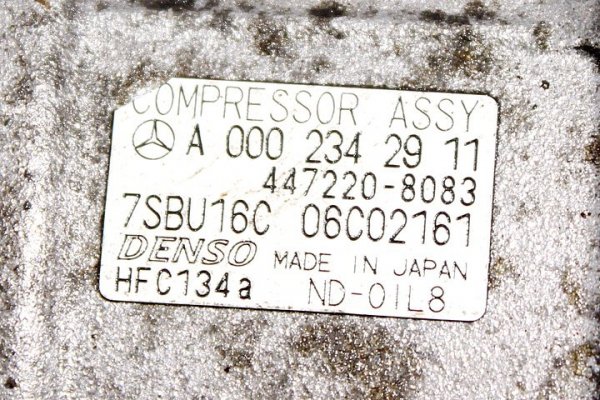 COMPRESSOR ASSY
A 000 234 29 11
447220-8083
7SBU16C 06C02161
DENSO MADE IN JAPAN
HFC134a ND-OIL8